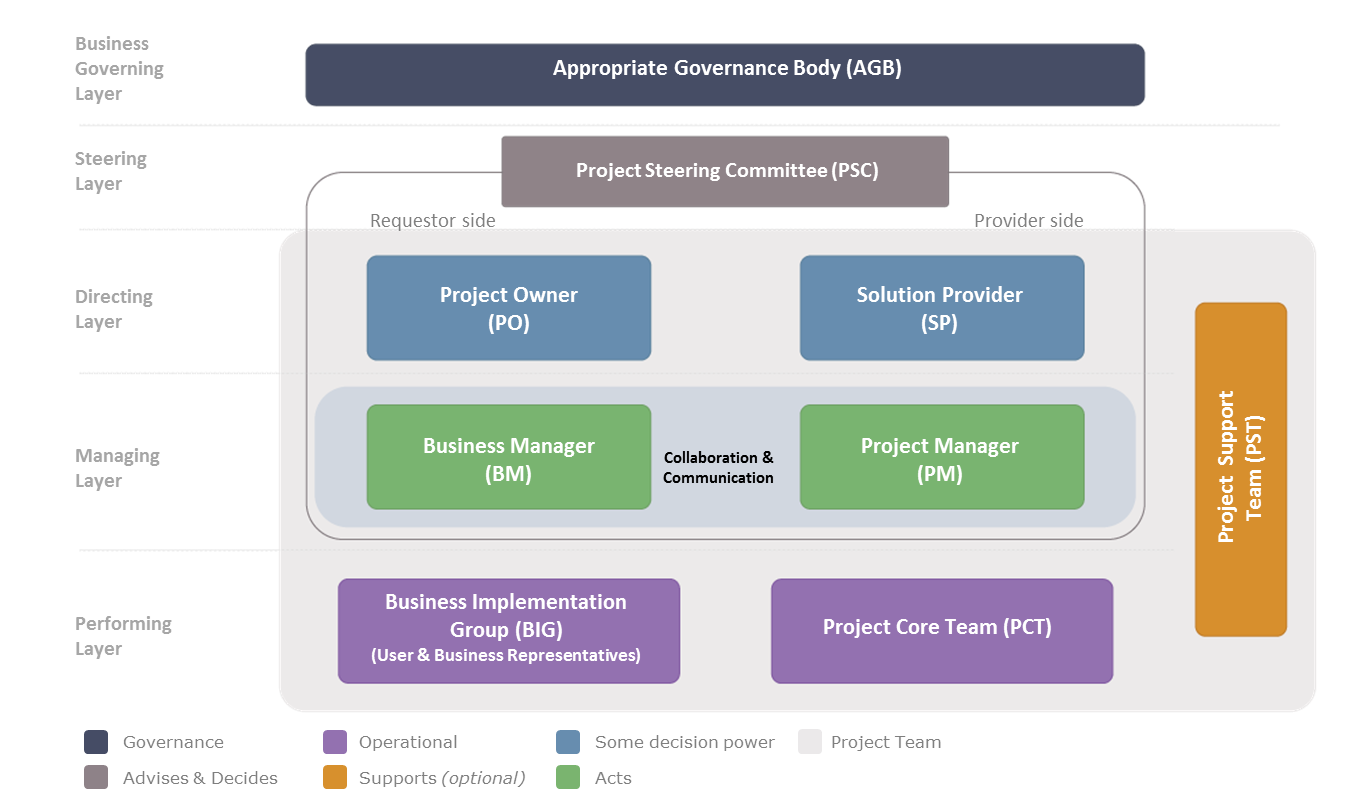 Business
Governing
Layer
Appropriate Governance Body (AGB)
Steering
Layer
Project Steering Committee (PSC)
Requestor side
Provider side
Directing
Layer
Project Owner
(PO)
Solution Provider
(SP)
Managing
Layer
Business Manager
(BM)
Collaboration &
Communication
Project Manager
(PM)
Project Support
Team (PST)
Performing
Layer
Business Implementation
Group (BIG)
(User & Business Representatives)
Project Core Team (PCT)
Governance
Operational
Some decision power
Project Team
Advises & Decides
Supports (optional)
Acts